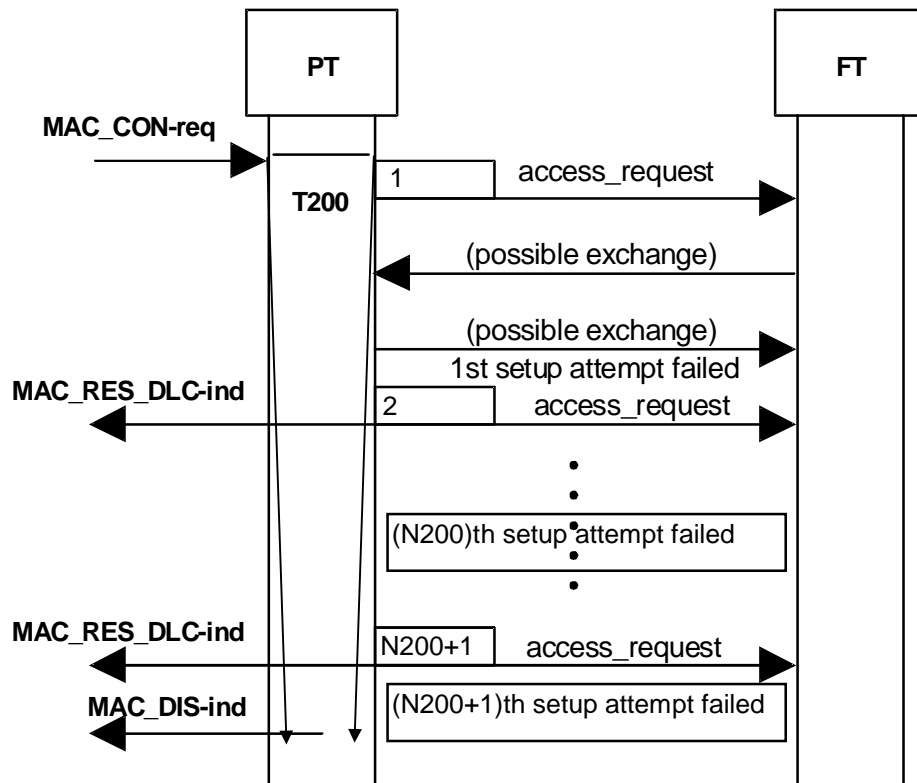 PT
FT
MAC_CON-req
T200
1
access_request
(possible exchange)
(possible exchange)
1st setup attempt failed
MAC_RES_DLC-ind
2
access_request
(N200)th setup attempt failed
MAC_RES_DLC-ind
N200+1
access_request
MAC_DIS-ind
(N200+1)th setup attempt failed